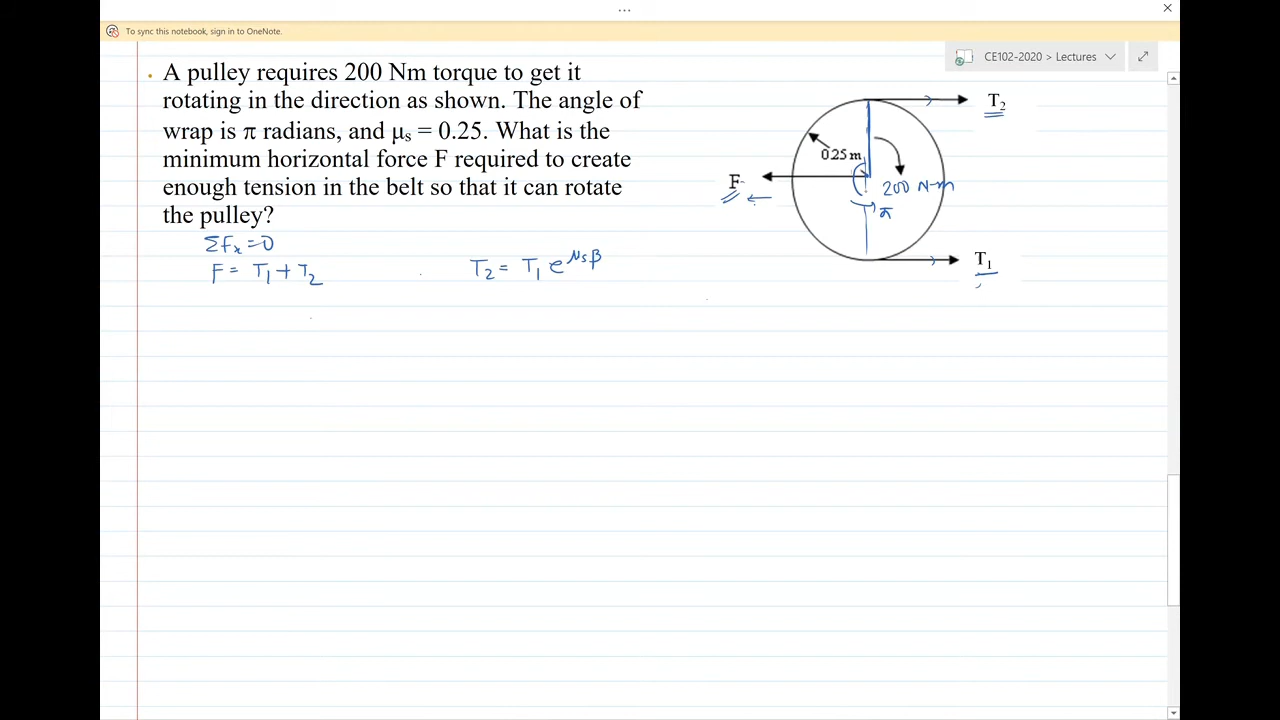 To sync this notebook, sign in to OneNote.
CE102-2020 > Lectures
• A pulley requires 200 Nm torque to get it
rotating in the direction as shown. The angle of
wrap is π radians, and μs = 0.25. What is the
minimum horizontal force F required to create
enough tension in the belt so that it can rotate
the pulley?
ΣFx=0
F = T1 + T2
T2 = T1 e^μsβ
T2
0.25 m
F
200 N-m
π
T1